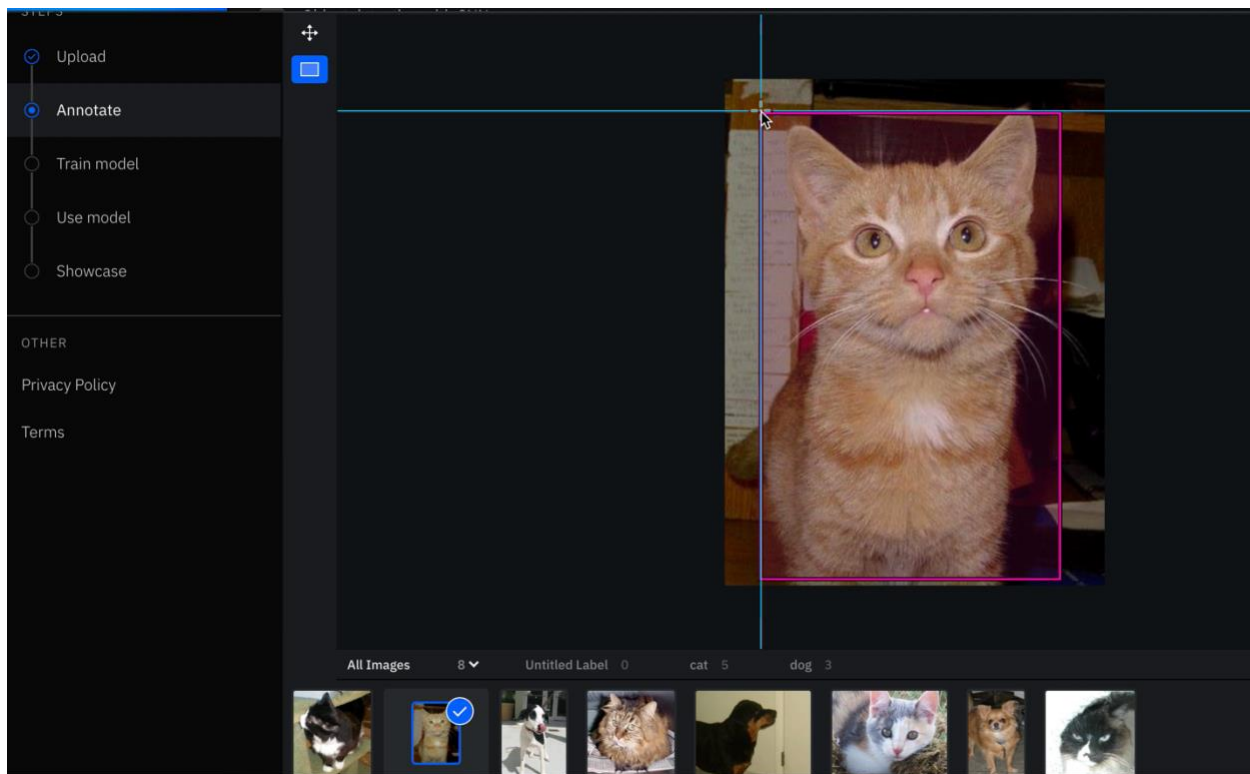 STEPS
Upload
Annotate
Train model
Use model
Showcase
OTHER
Privacy Policy
Terms
All Images 8 Untitled Label 0 cat 5 dog 3